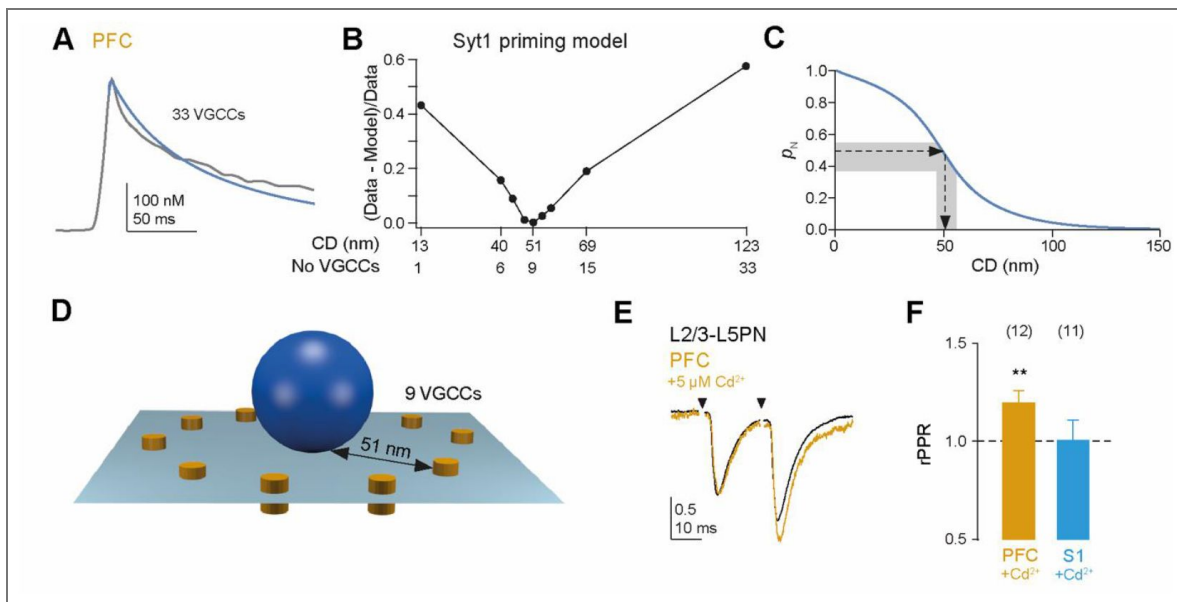 A
PFC
33 VGCCs
100 nM
50 ms
B
Syt1 priming model
(Data - Model)/Data
0.6
0.4
0.2
0.0
CD (nm)
13 40 51 69 123
No VGCCs
1 6 9 15 33
C
pN
1.0
0.8
0.6
0.4
0.2
0.0
0 50 100 150
CD (nm)
D
9 VGCCs
51 nm
E
L2/3-L5PN
PFC
+5 µM Cd2+
0.5
10 ms
F
(12) (11)
**
rPPR
1.5
1.0
0.5
PFC S1
+Cd2+ +Cd2+